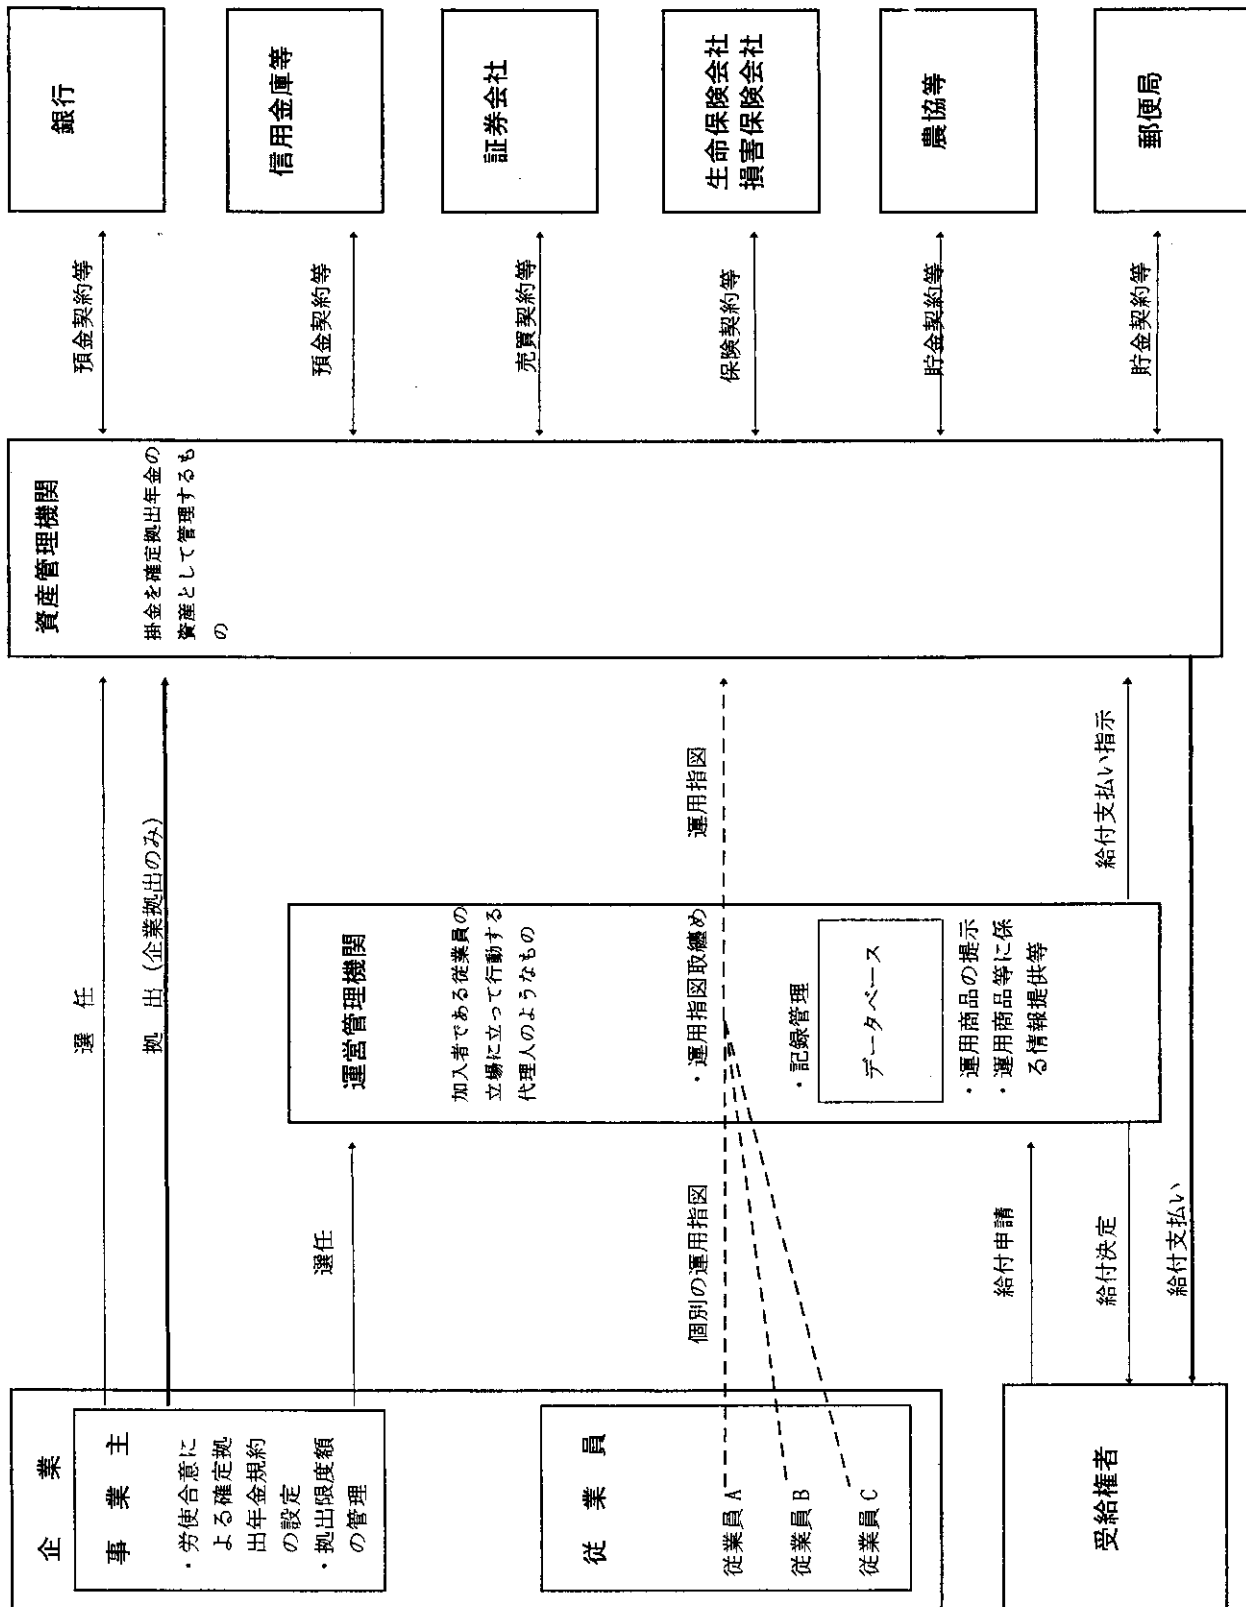 企業
事業主
・労使合意に
よる確定拠
出年金規約
の設定
・拠出限度額
の管理
従業員
従業員A
従業員B
従業員C
受給権者
選任
拠出（企業拠出のみ）
選任
個別の運用指図
給付申請
給付決定
給付支払い
運営管理機関
加入者である従業員の
立場に立って行動する
代理人のようなもの
・運用指図取纏め
・記録管理
データベース
・運用商品の提示
・運用商品等に係
る情報提供等
運用指図
給付支払い指示
資産管理機関
掛金を確定拠出年金の
資産として管理するも
の
預金契約等
預金契約等
売買契約等
保険契約等
貯金契約等
貯金契約等
銀行
信用金庫等
証券会社
生命保険会社
損害保険会社
農協等
郵便局